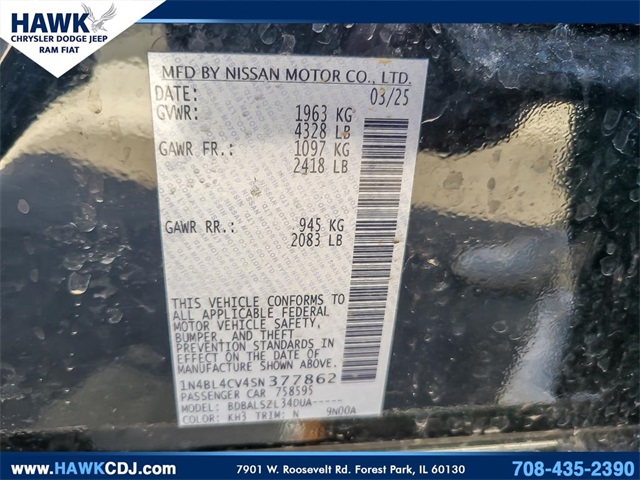 HAWK
CHRYSLER DODGE JEEP
RAM FIAT
MFD BY NISSAN MOTOR CO., LTD.
DATE: 03/25
GVWR: 1963 KG
4328 LB
GAWR FR.: 1097 KG
2418 LB
GAWR RR.: 945 KG
2083 LB
THIS VEHICLE CONFORMS TO
ALL APPLICABLE FEDERAL
MOTOR VEHICLE SAFETY,
BUMPER, AND THEFT
PREVENTION STANDARDS IN
EFFECT ON THE DATE OF
MANUFACTURE SHOWN ABOVE.
1N4BL4CV4SN377862
PASSENGER CAR 758595
MODEL: BDBALSZL34DUA-----
COLOR: KH3 TRIM: N 9N00A
WWW.HAWKCDJ.COM 7901 W. Roosevelt Rd. Forest Park, IL 60130 708-435-2390